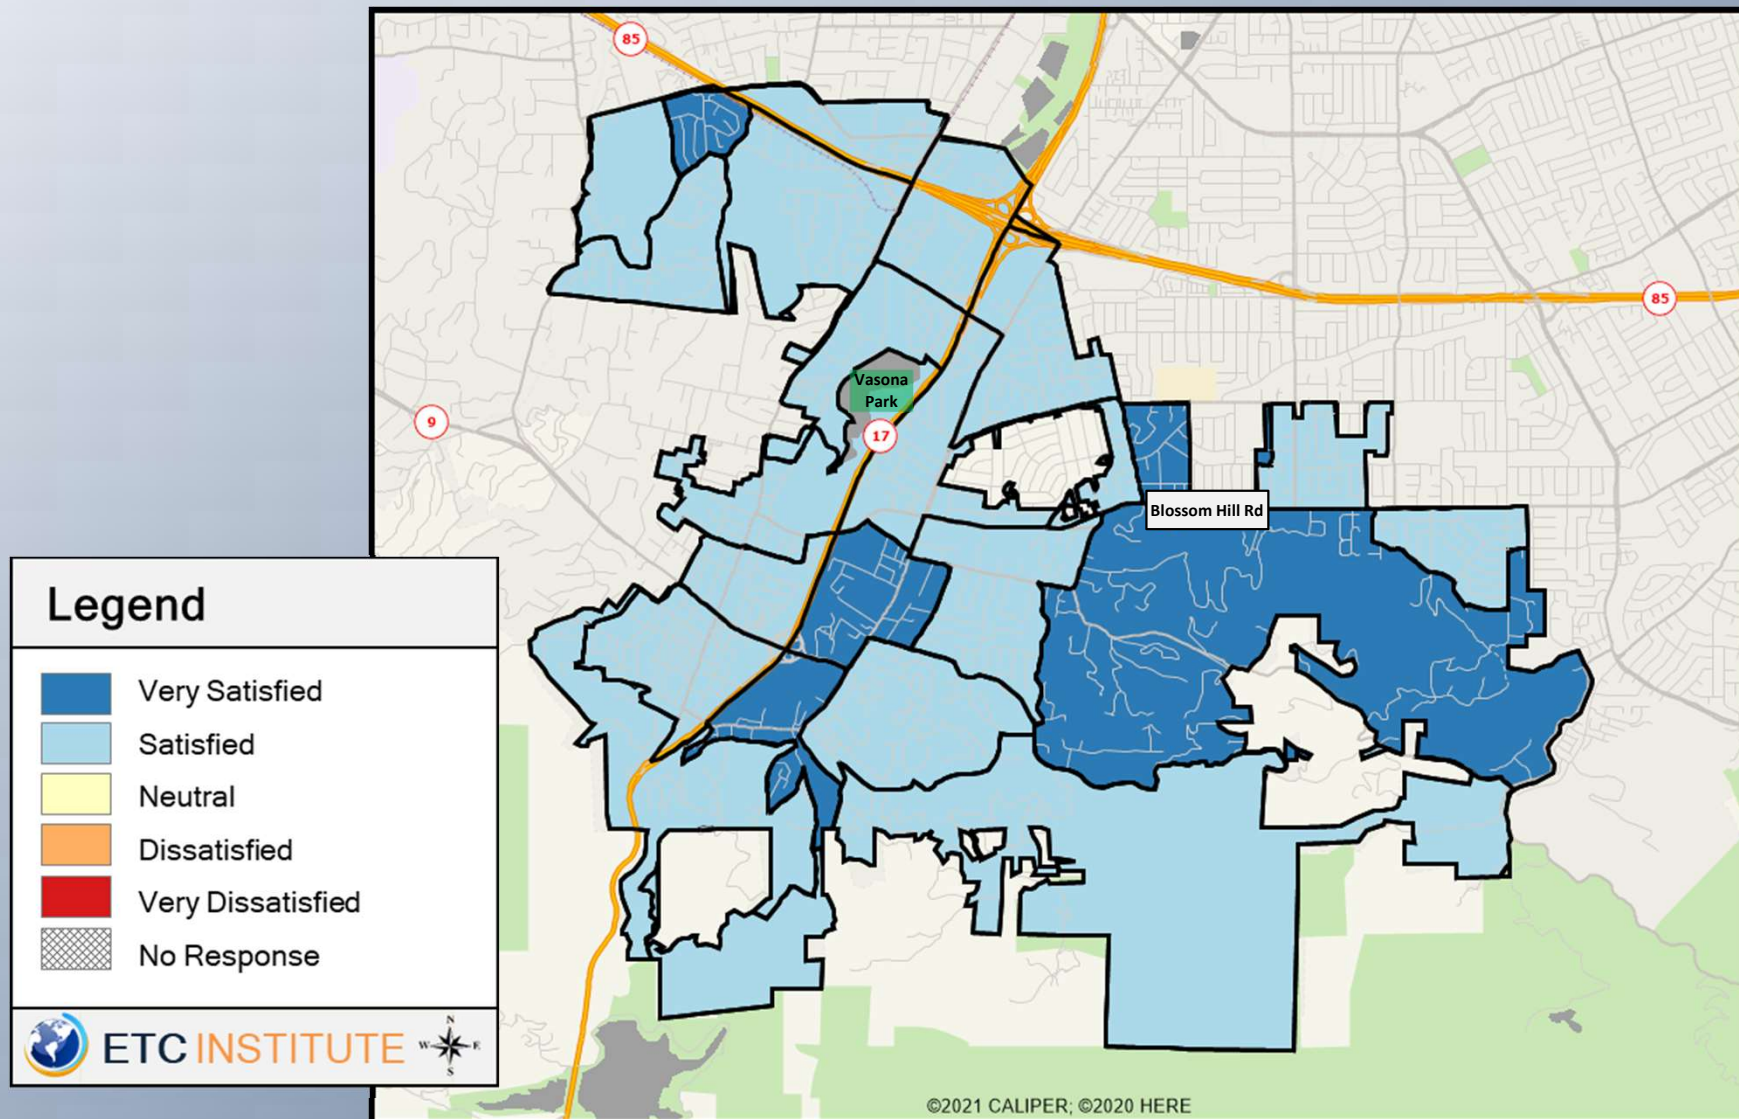 85
85
9
Vasona
Park
17
Blossom Hill Rd
Legend
Very Satisfied
Satisfied
Neutral
Dissatisfied
Very Dissatisfied
No Response
ETC INSTITUTE
N
W E
S
©2021 CALIPER; ©2020 HERE